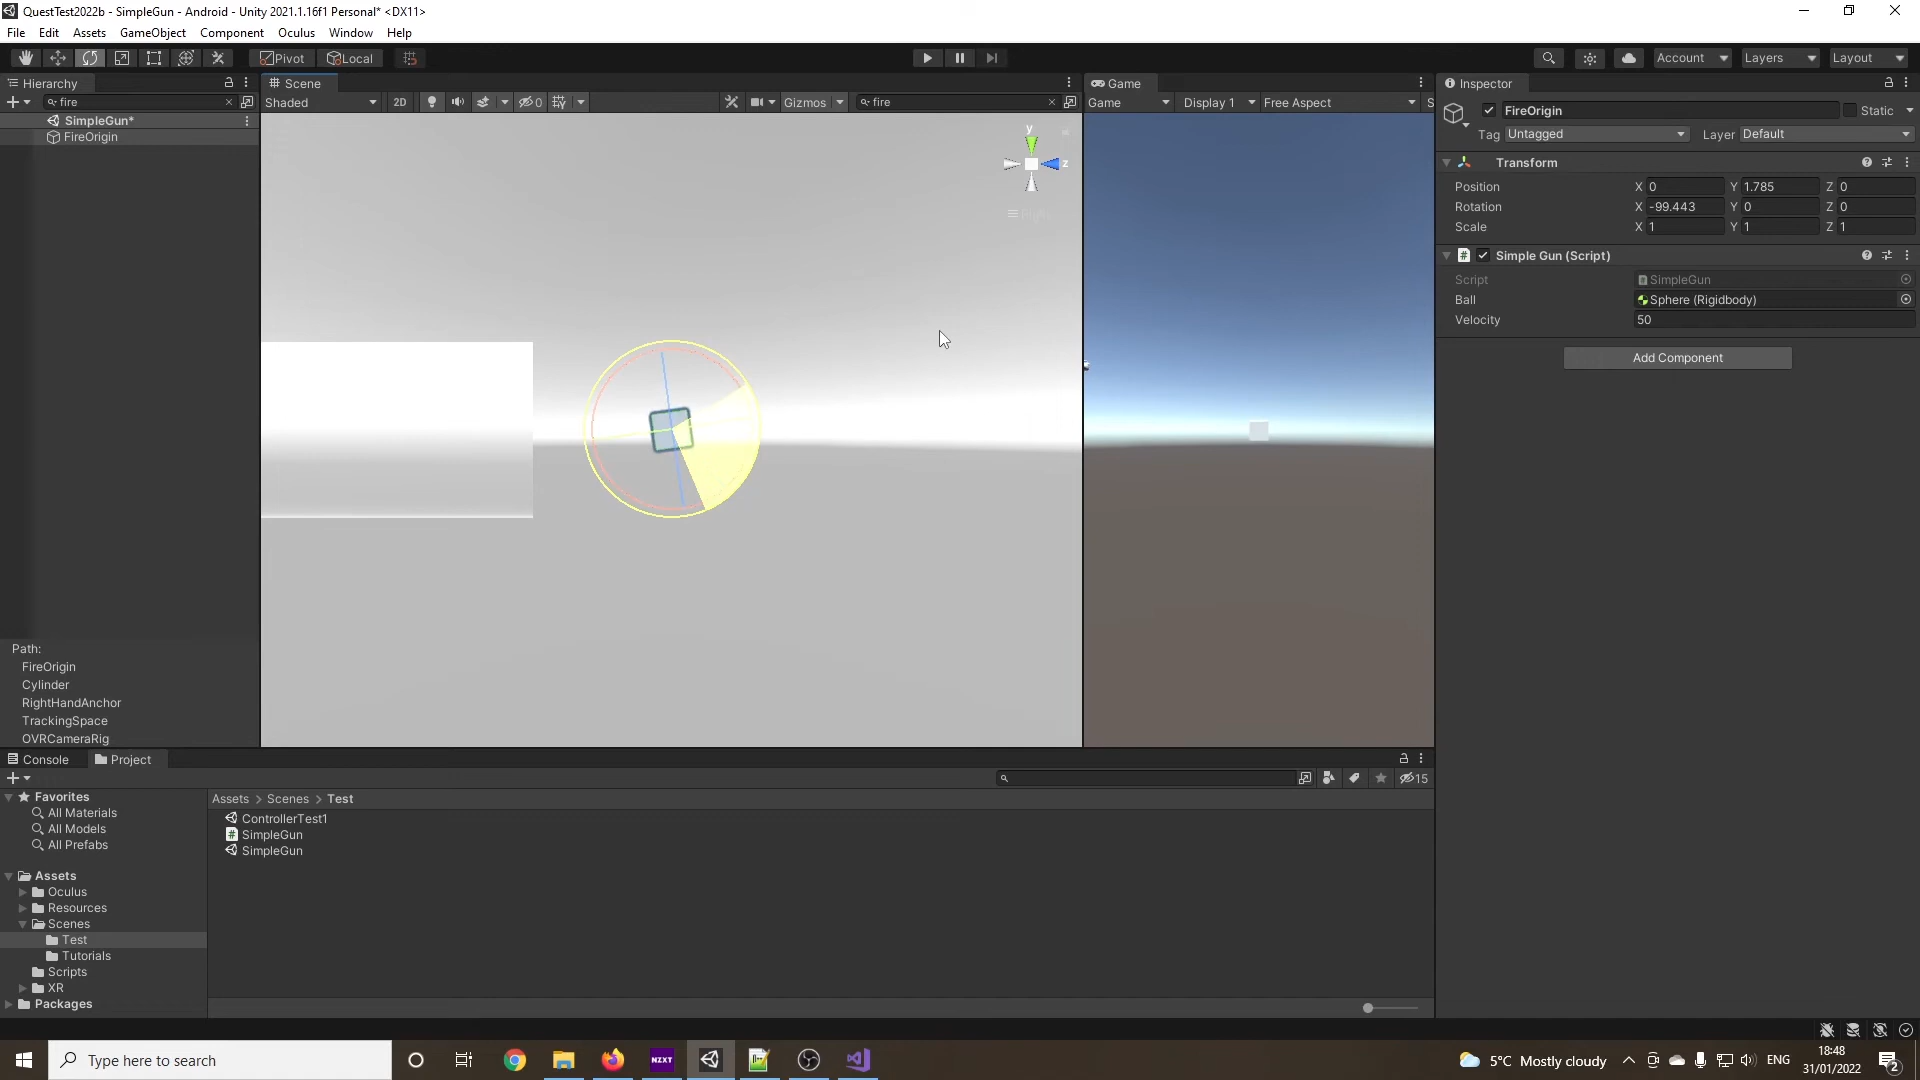 QuestTest2022b - SimpleGun - Android - Unity 2021.1.16f1 Personal* <DX11>
File Edit Assets GameObject Component Oculus Window Help
Pivot Local Account Layers Layout
Hierarchy Scene Game Inspector
fire Shaded 2D 0 Gizmos fire Game Display 1 Free Aspect S
SimpleGun*
FireOrigin
FireOrigin Static
Tag Untagged Layer Default
Transform
Position X 0 Y 1.785 Z 0
Rotation X -99.443 Y 0 Z 0
Scale X 1 Y 1 Z 1
Simple Gun (Script)
Script SimpleGun
Ball Sphere (Rigidbody)
Velocity 50
Add Component
y
z
Path:
FireOrigin
Cylinder
RightHandAnchor
TrackingSpace
OVRCameraRig
Console Project
15
Favorites
All Materials
All Models
All Prefabs
Assets
Oculus
Resources
Scenes
Test
Tutorials
Scripts
XR
Packages
Assets > Scenes > Test
ControllerTest1
SimpleGun
SimpleGun
Type here to search
NZXT
5°C Mostly cloudy
ENG
18:48
31/01/2022
2